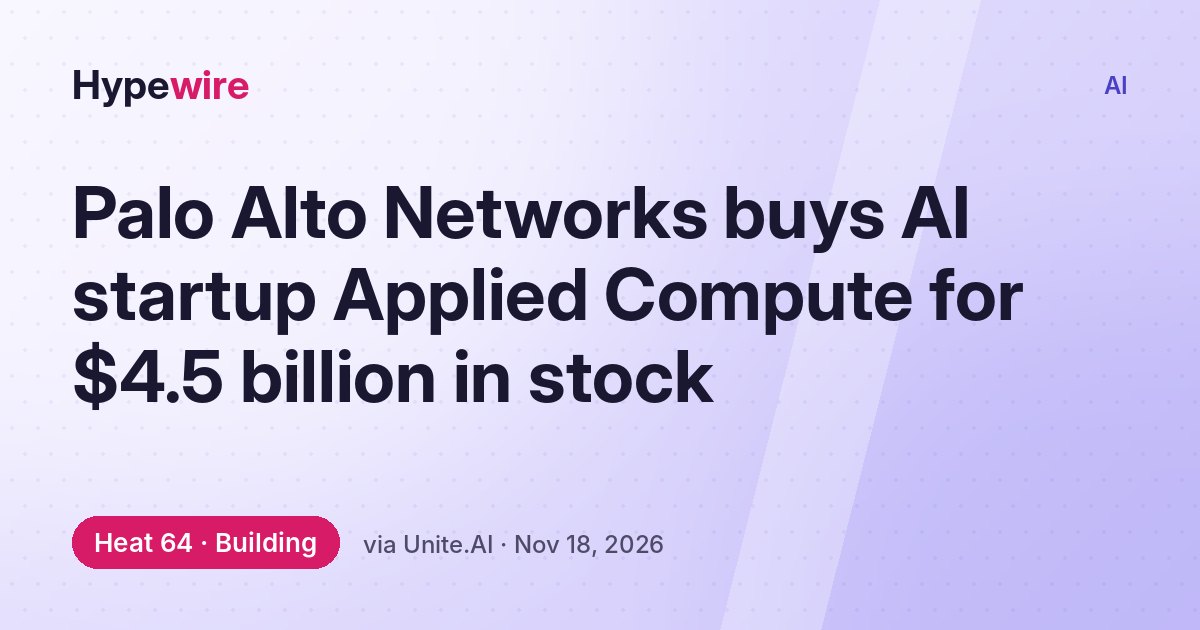 Hypewire
AI
Palo Alto Networks buys AI
startup Applied Compute for
$4.5 billion in stock
Heat 64 · Building
via Unite.AI · Nov 18, 2026